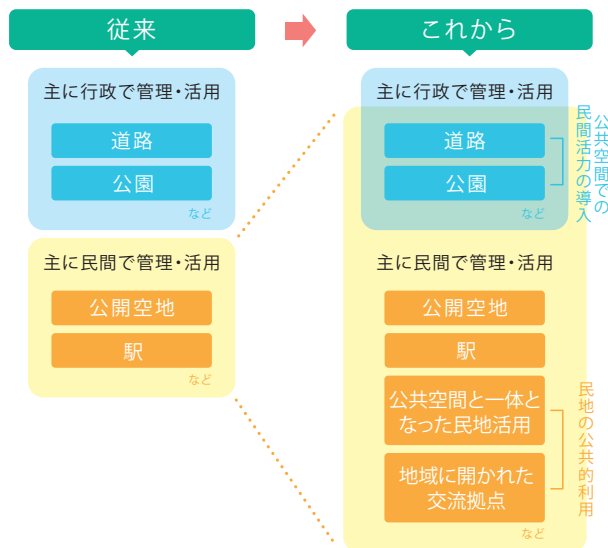 従来
主に行政で管理・活用
道路
公園
など
主に民間で管理・活用
公開空地
駅
など
これから
主に行政で管理・活用
道路
公園
など
公共空間での
民間活力の導入
主に民間で管理・活用
公開空地
駅
公共空間と一体と
なった民地活用
地域に開かれた
交流拠点
など
民地の公共的利用